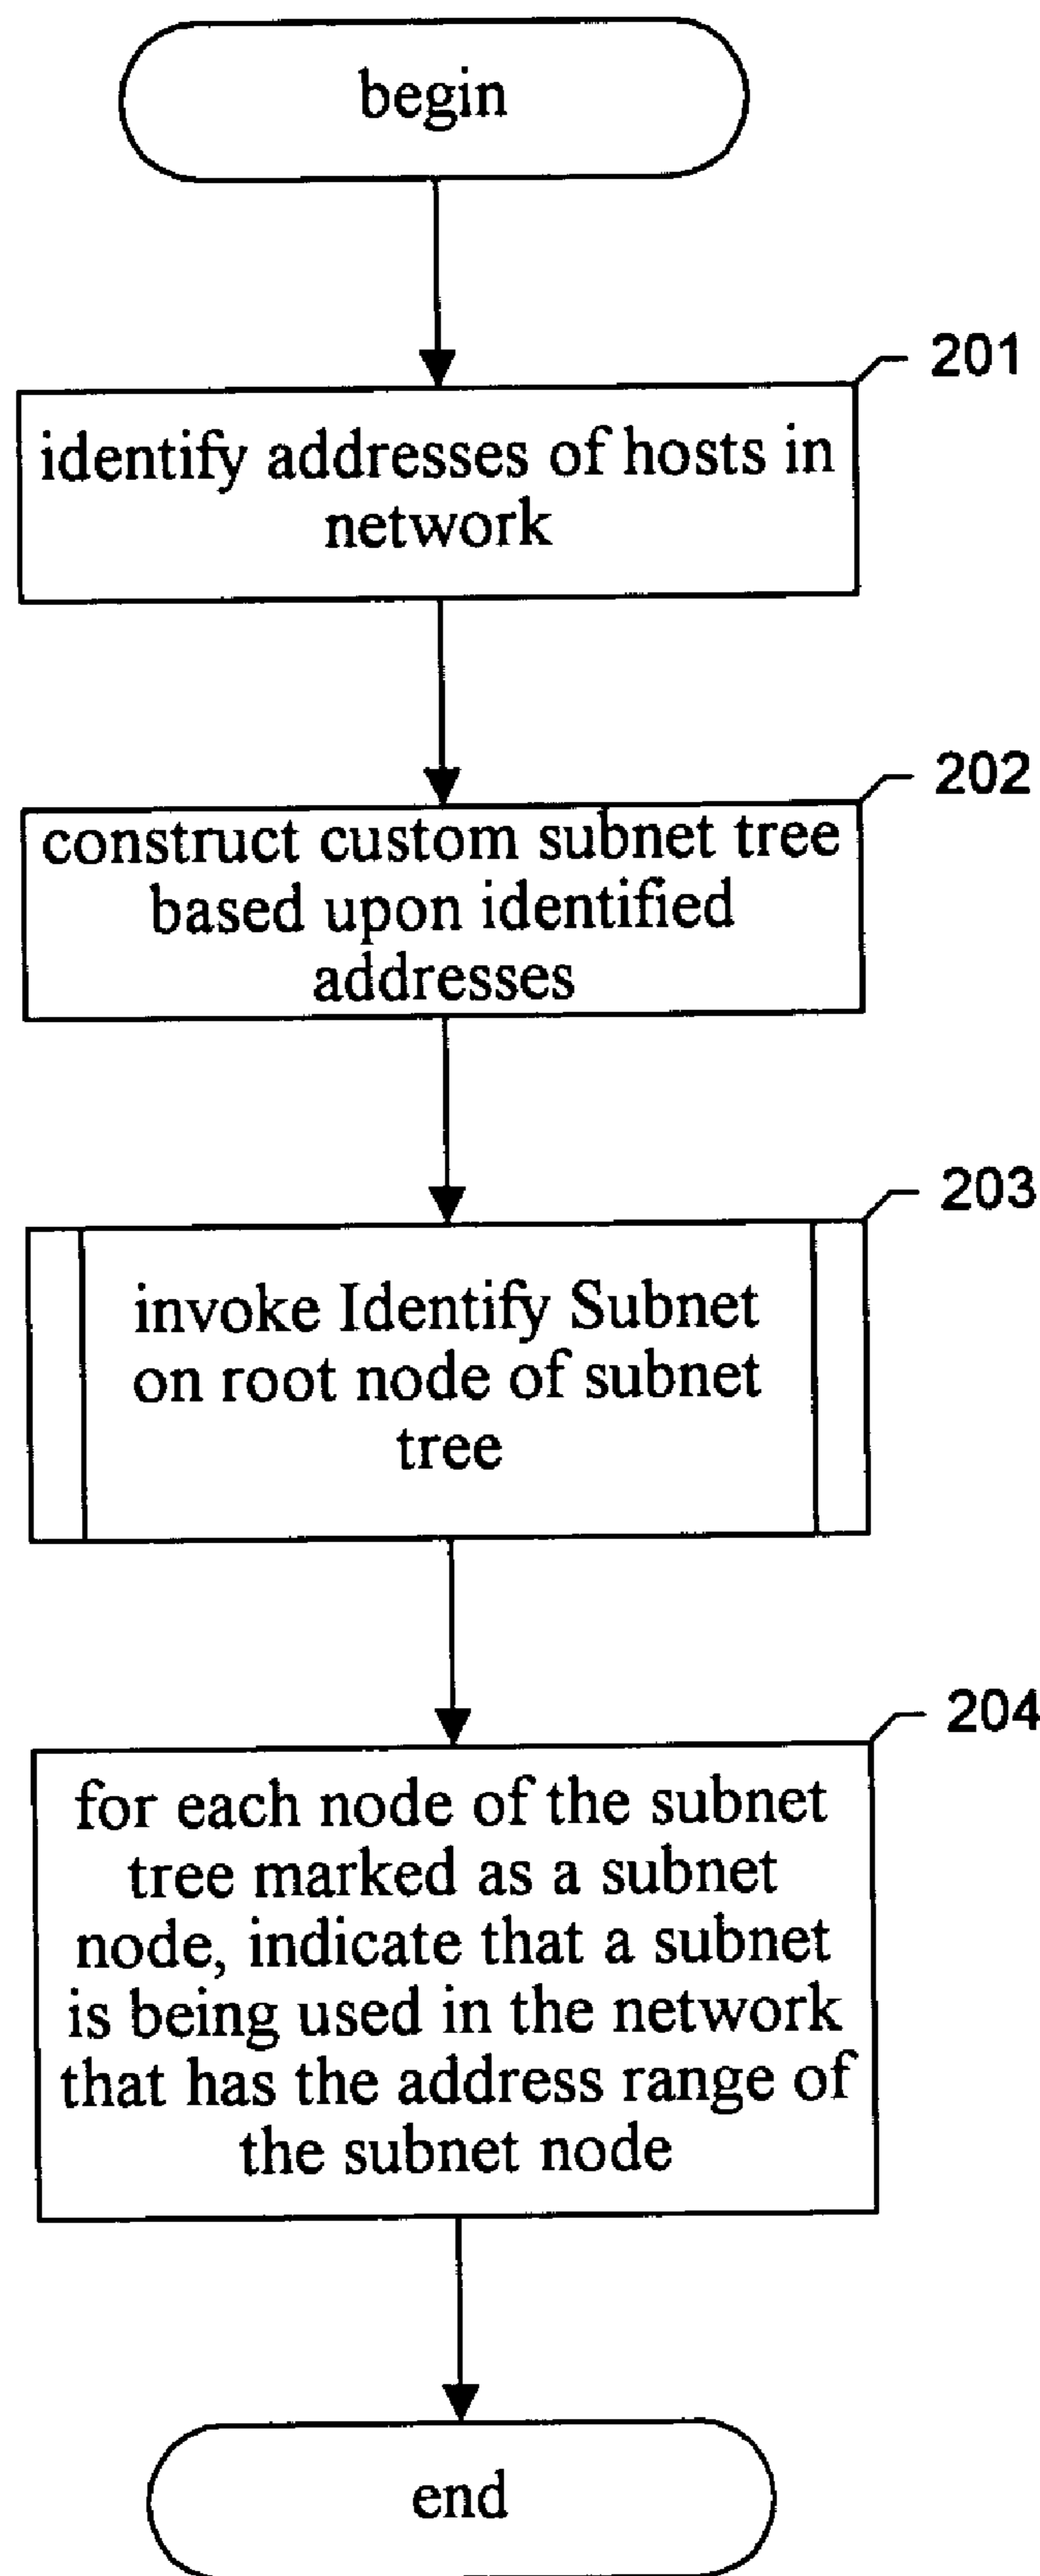 begin
201
identify addresses of hosts in
network
202
construct custom subnet tree
based upon identified
addresses
203
invoke Identify Subnet
on root node of subnet
tree
204
for each node of the subnet
tree marked as a subnet
node, indicate that a subnet
is being used in the network
that has the address range of
the subnet node
end